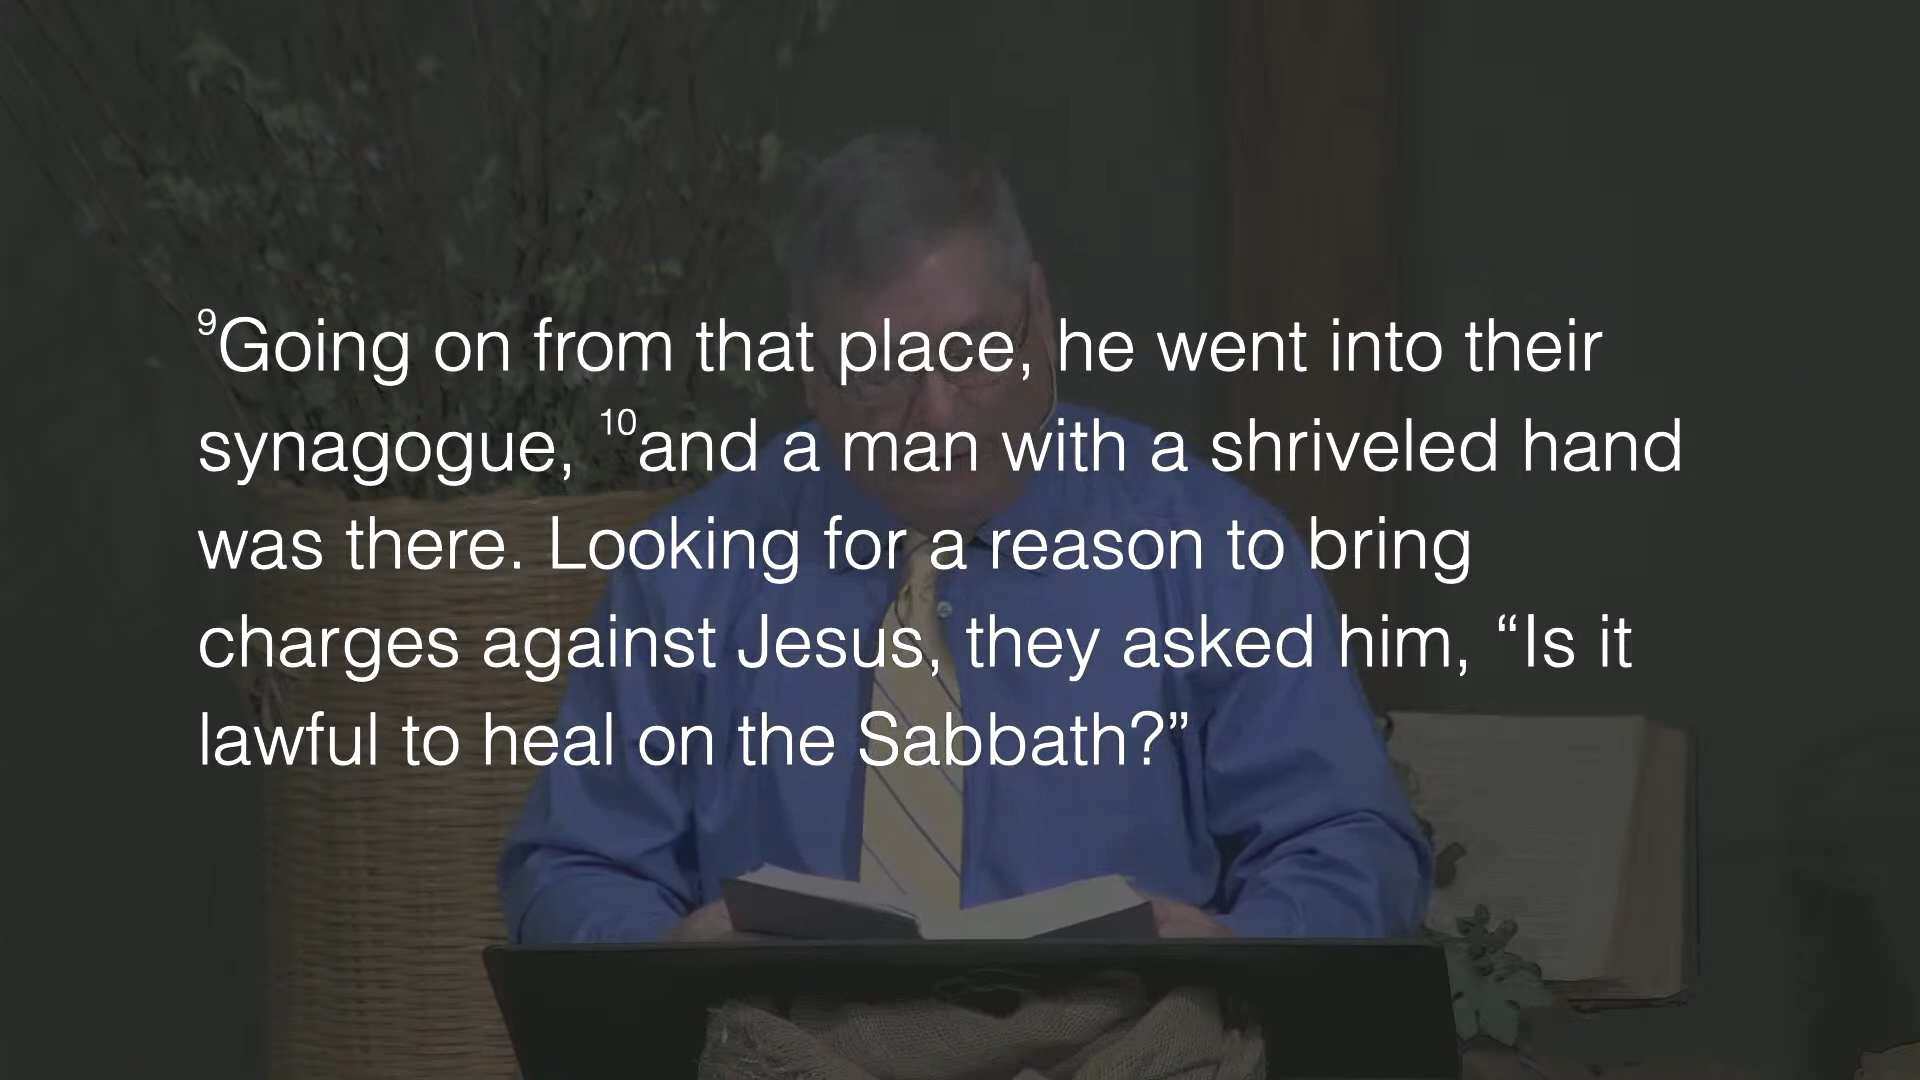 ⁹Going on from that place, he went into their
synagogue, ¹⁰and a man with a shriveled hand
was there. Looking for a reason to bring
charges against Jesus, they asked him, “Is it
lawful to heal on the Sabbath?”